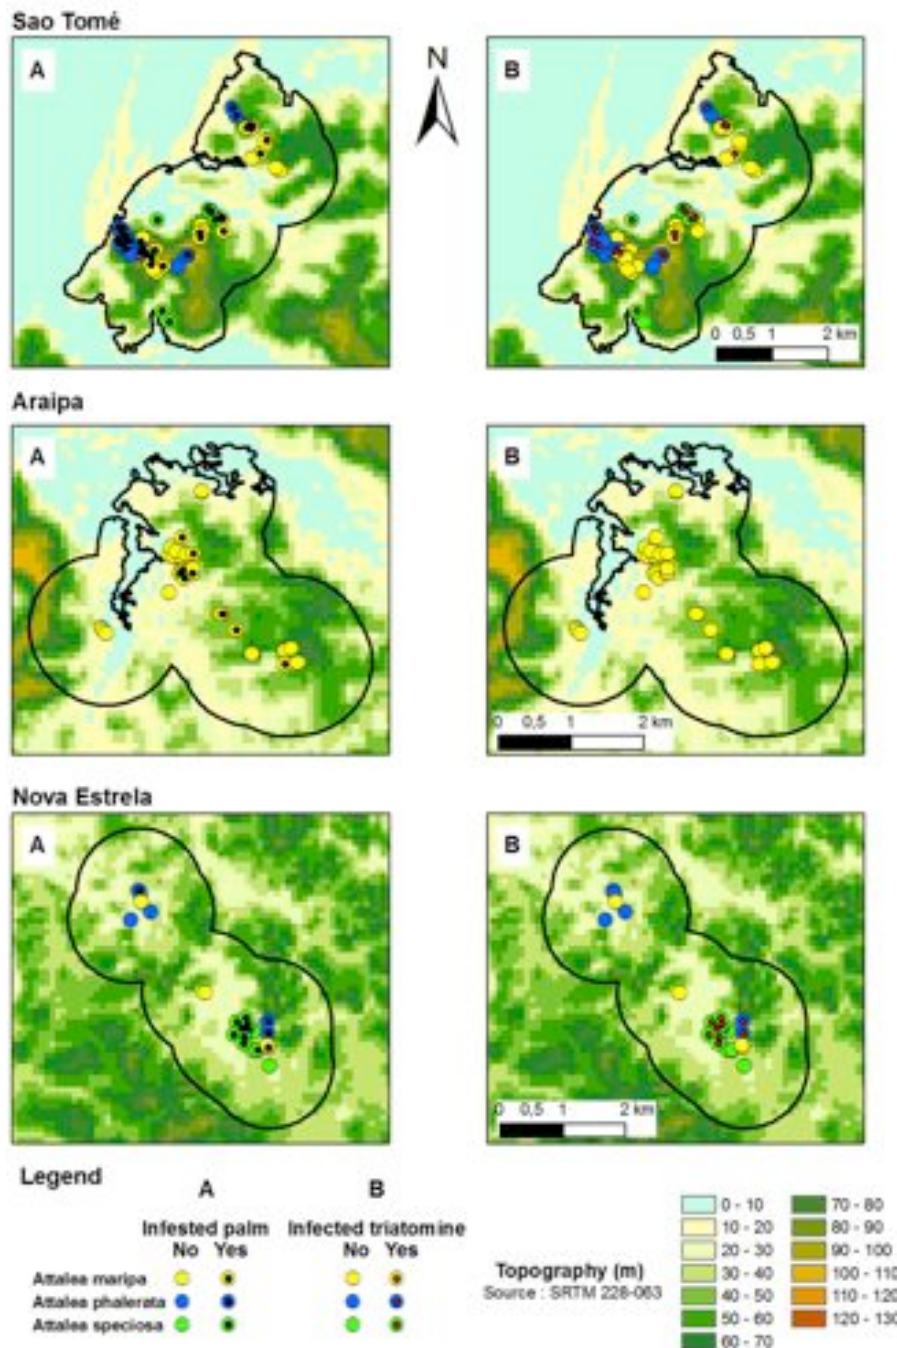 Sao Tomé
A
N
B
0 0,5 1 2 km
Araipa
A
B
0 0,5 1 2 km
Nova Estrela
A
B
0 0,5 1 2 km
Legend
A B
Infested palm Infected triatomine
No Yes No Yes
Attalea maripa
Attalea phalerata
Attalea speciosa
Topography (m)
Source : SRTM 228-063
0 - 10
10 - 20
20 - 30
30 - 40
40 - 50
50 - 60
60 - 70
70 - 80
80 - 90
90 - 100
100 - 110
110 - 120
120 - 130